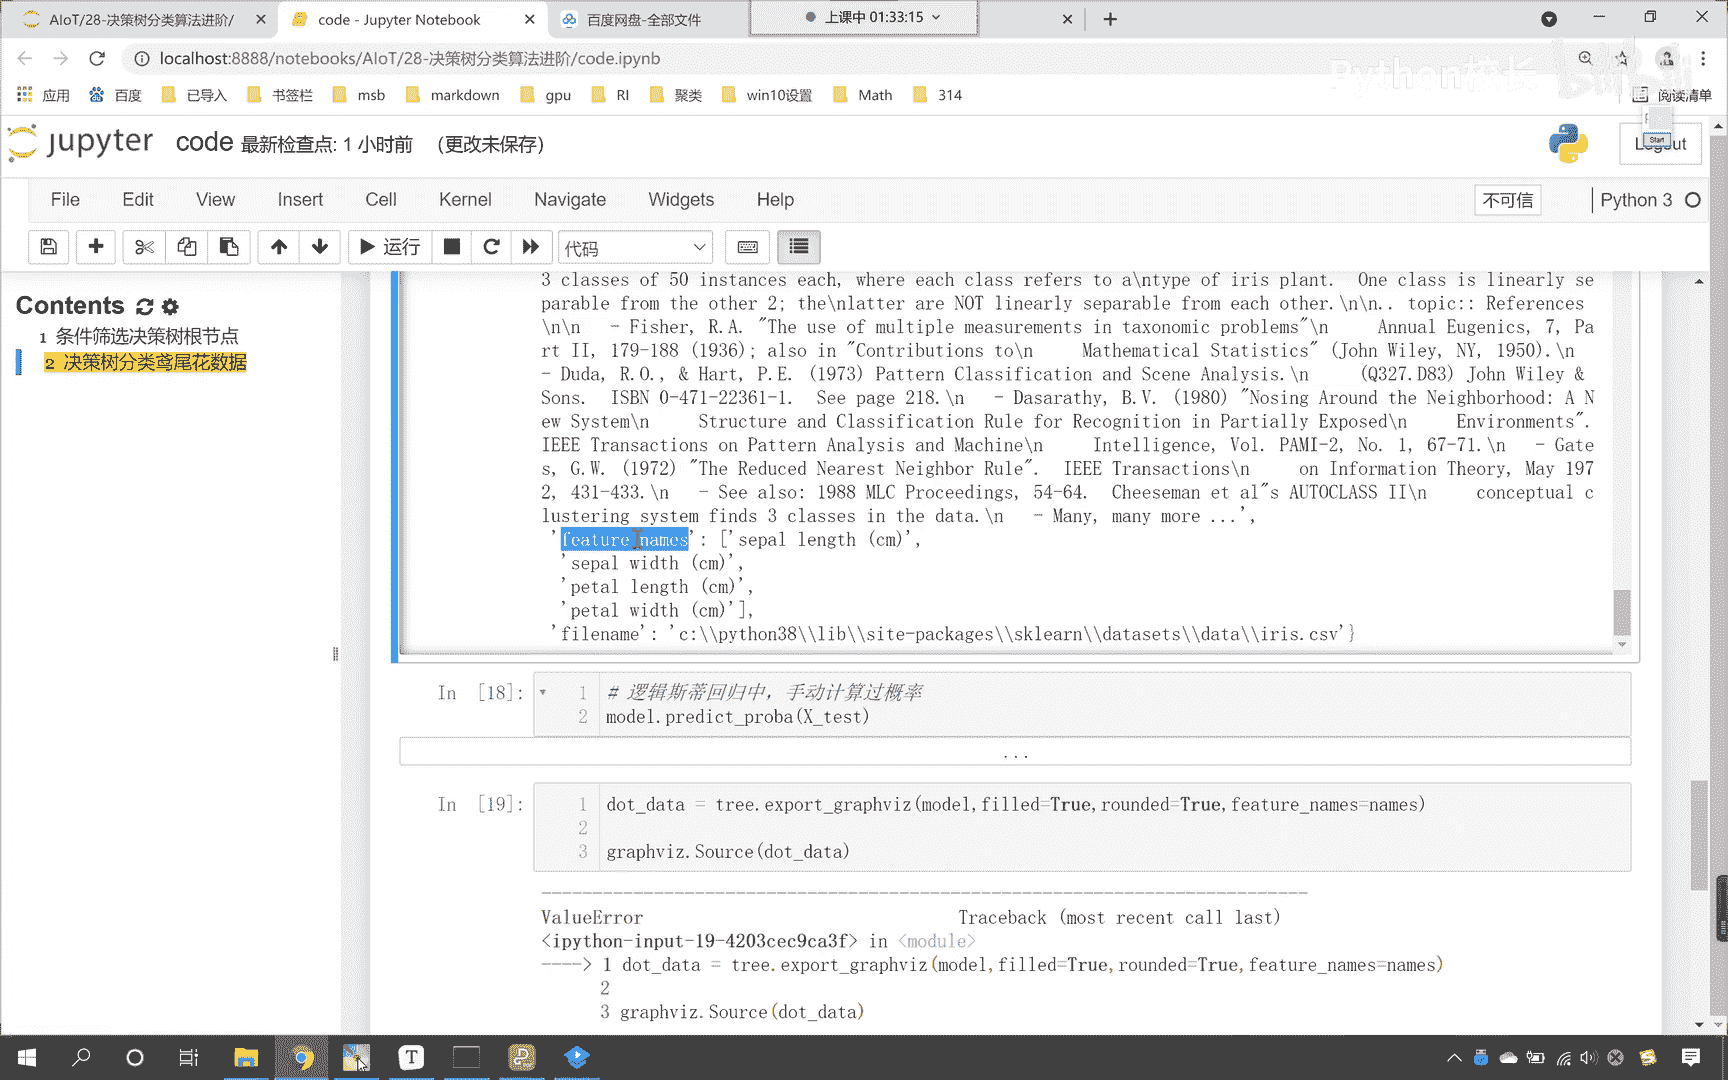 AIoT/28-决策树分类算法进阶/
code - Jupyter Notebook
百度网盘-全部文件
上课中 01:33:15
localhost:8888/notebooks/AIoT/28-决策树分类算法进阶/code.ipynb
应用
百度
已导入
书签栏
msb
markdown
gpu
RI
聚类
win10设置
Math
314
阅读清单
jupyter
code 最新检查点: 1 小时前 (更改未保存)
Logout
Start
File Edit View Insert Cell Kernel Navigate Widgets Help
不可信
Python 3
运行
代码
Contents
1 条件筛选决策树根节点
2 决策树分类鸢尾花数据
3 classes of 50 instances each, where each class refers to a\ntype of iris plant.  One class is linearly se
parable from the other 2; the\nlatter are NOT linearly separable from each other.\n\n.. topic:: References
\n\n   - Fisher, R.A. "The use of multiple measurements in taxonomic problems"\n     Annual Eugenics, 7, Pa
rt II, 179-188 (1936); also in "Contributions to\n     Mathematical Statistics" (John Wiley, NY, 1950).\n
- Duda, R.O., & Hart, P.E. (1973) Pattern Classification and Scene Analysis.\n     (Q327.D83) John Wiley &
Sons.  ISBN 0-471-22361-1.  See page 218.\n   - Dasarathy, B.V. (1980) "Nosing Around the Neighborhood: A N
ew System\n     Structure and Classification Rule for Recognition in Partially Exposed\n     Environments".
IEEE Transactions on Pattern Analysis and Machine\n     Intelligence, Vol. PAMI-2, No. 1, 67-71.\n   - Gate
s, G.W. (1972) "The Reduced Nearest Neighbor Rule".  IEEE Transactions\n     on Information Theory, May 197
2, 431-433.\n   - See also: 1988 MLC Proceedings, 54-64.  Cheeseman et al"s AUTOCLASS II\n     conceptual c
lustering system finds 3 classes in the data.\n   - Many, many more ...',
'feature_names': ['sepal length (cm)',
'sepal width (cm)',
'petal length (cm)',
'petal width (cm)'],
'filename': 'c:\\python38\\lib\\site-packages\\sklearn\\datasets\\data\\iris.csv'}
In [18]:
1 # 逻辑斯蒂回归中，手动计算过概率
2 model.predict_proba(X_test)
...
In [19]:
1 dot_data = tree.export_graphviz(model,filled=True,rounded=True,feature_names=names)
2
3 graphviz.Source(dot_data)
---------------------------------------------------------------------------
ValueError                                Traceback (most recent call last)
<ipython-input-19-4203cec9ca3f> in <module>
----> 1 dot_data = tree.export_graphviz(model,filled=True,rounded=True,feature_names=names)
2
3 graphviz.Source(dot_data)